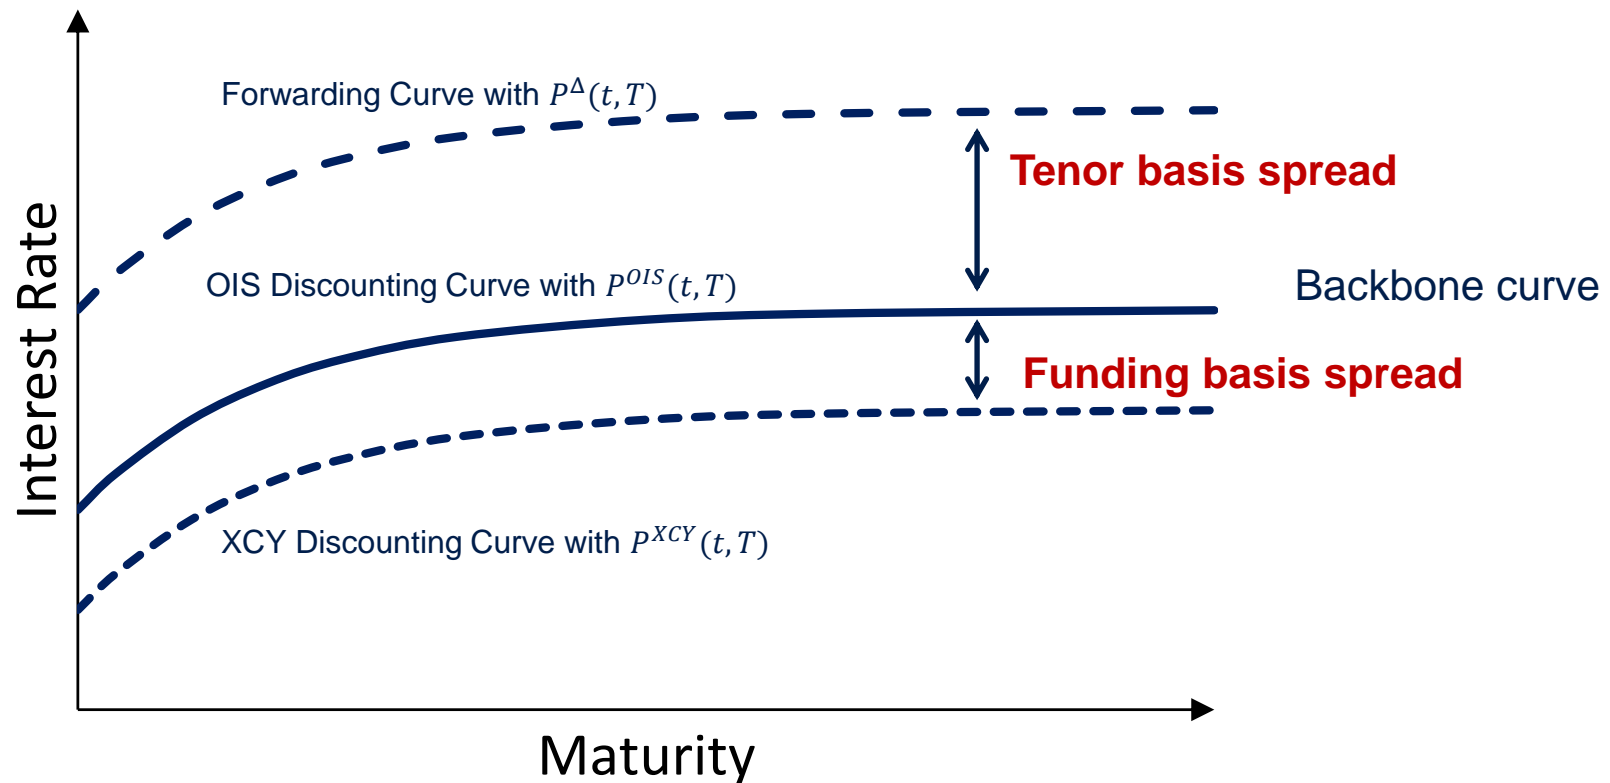 Forwarding Curve with 𝑃^Δ(𝑡, 𝑇)
Tenor basis spread
OIS Discounting Curve with 𝑃^𝑂𝐼𝑆(𝑡, 𝑇)
Backbone curve
Funding basis spread
XCY Discounting Curve with 𝑃^𝑋𝐶𝑌(𝑡, 𝑇)
Interest Rate
Maturity